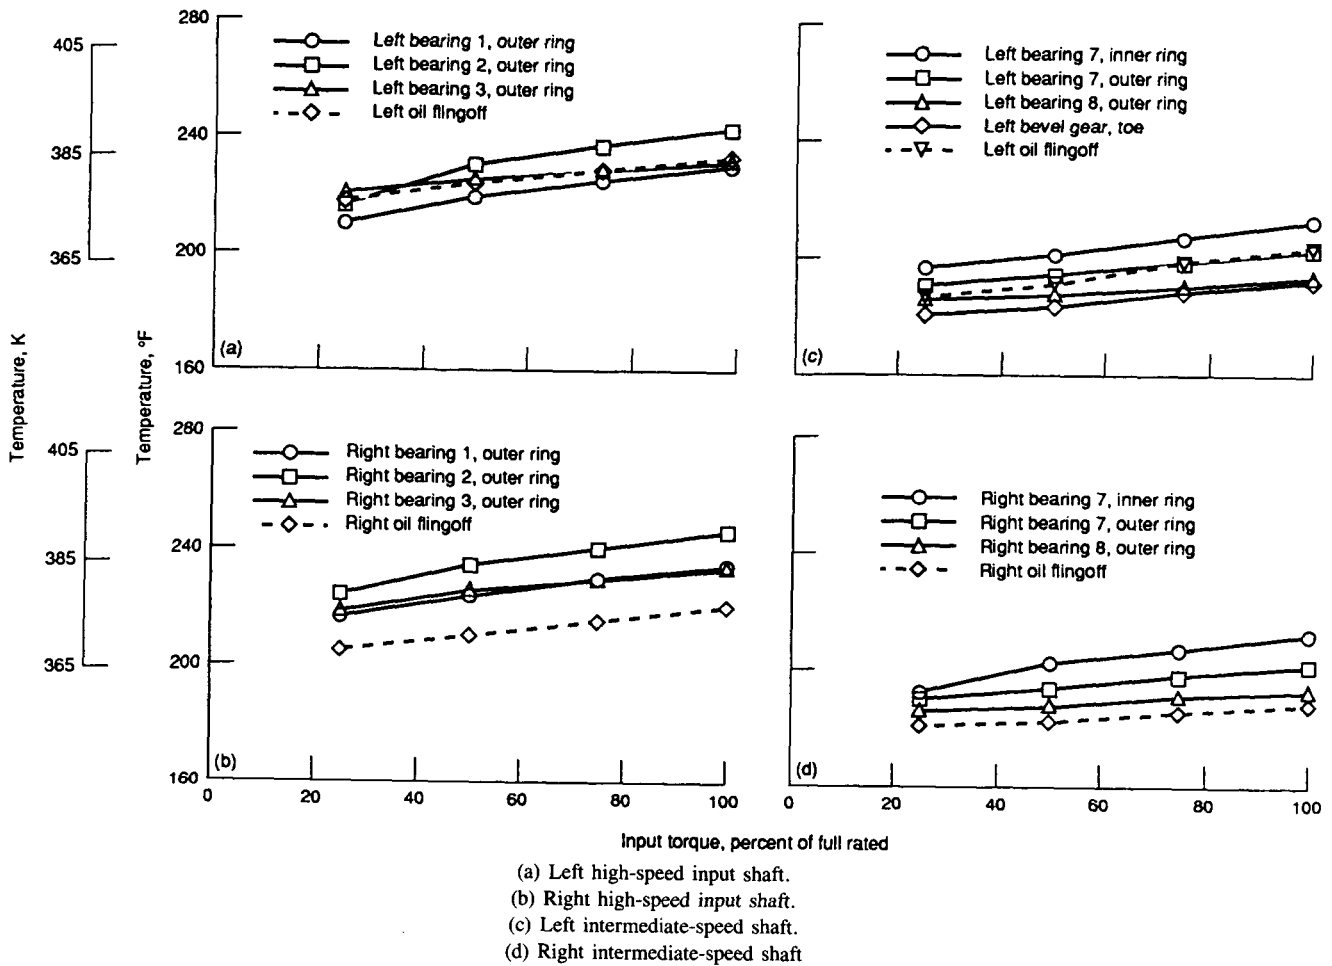 280
240
200
160
405
385
365
Left bearing 1, outer ring
Left bearing 2, outer ring
Left bearing 3, outer ring
Left oil flingoff
(a)
Left bearing 7, inner ring
Left bearing 7, outer ring
Left bearing 8, outer ring
Left bevel gear, toe
Left oil flingoff
(c)
Temperature, K
Temperature, °F
280
240
200
160
405
385
365
Right bearing 1, outer ring
Right bearing 2, outer ring
Right bearing 3, outer ring
Right oil flingoff
(b)
0 20 40 60 80 100
Right bearing 7, inner ring
Right bearing 7, outer ring
Right bearing 8, outer ring
Right oil flingoff
(d)
0 20 40 60 80 100
Input torque, percent of full rated
(a) Left high-speed input shaft.
(b) Right high-speed input shaft.
(c) Left intermediate-speed shaft.
(d) Right intermediate-speed shaft